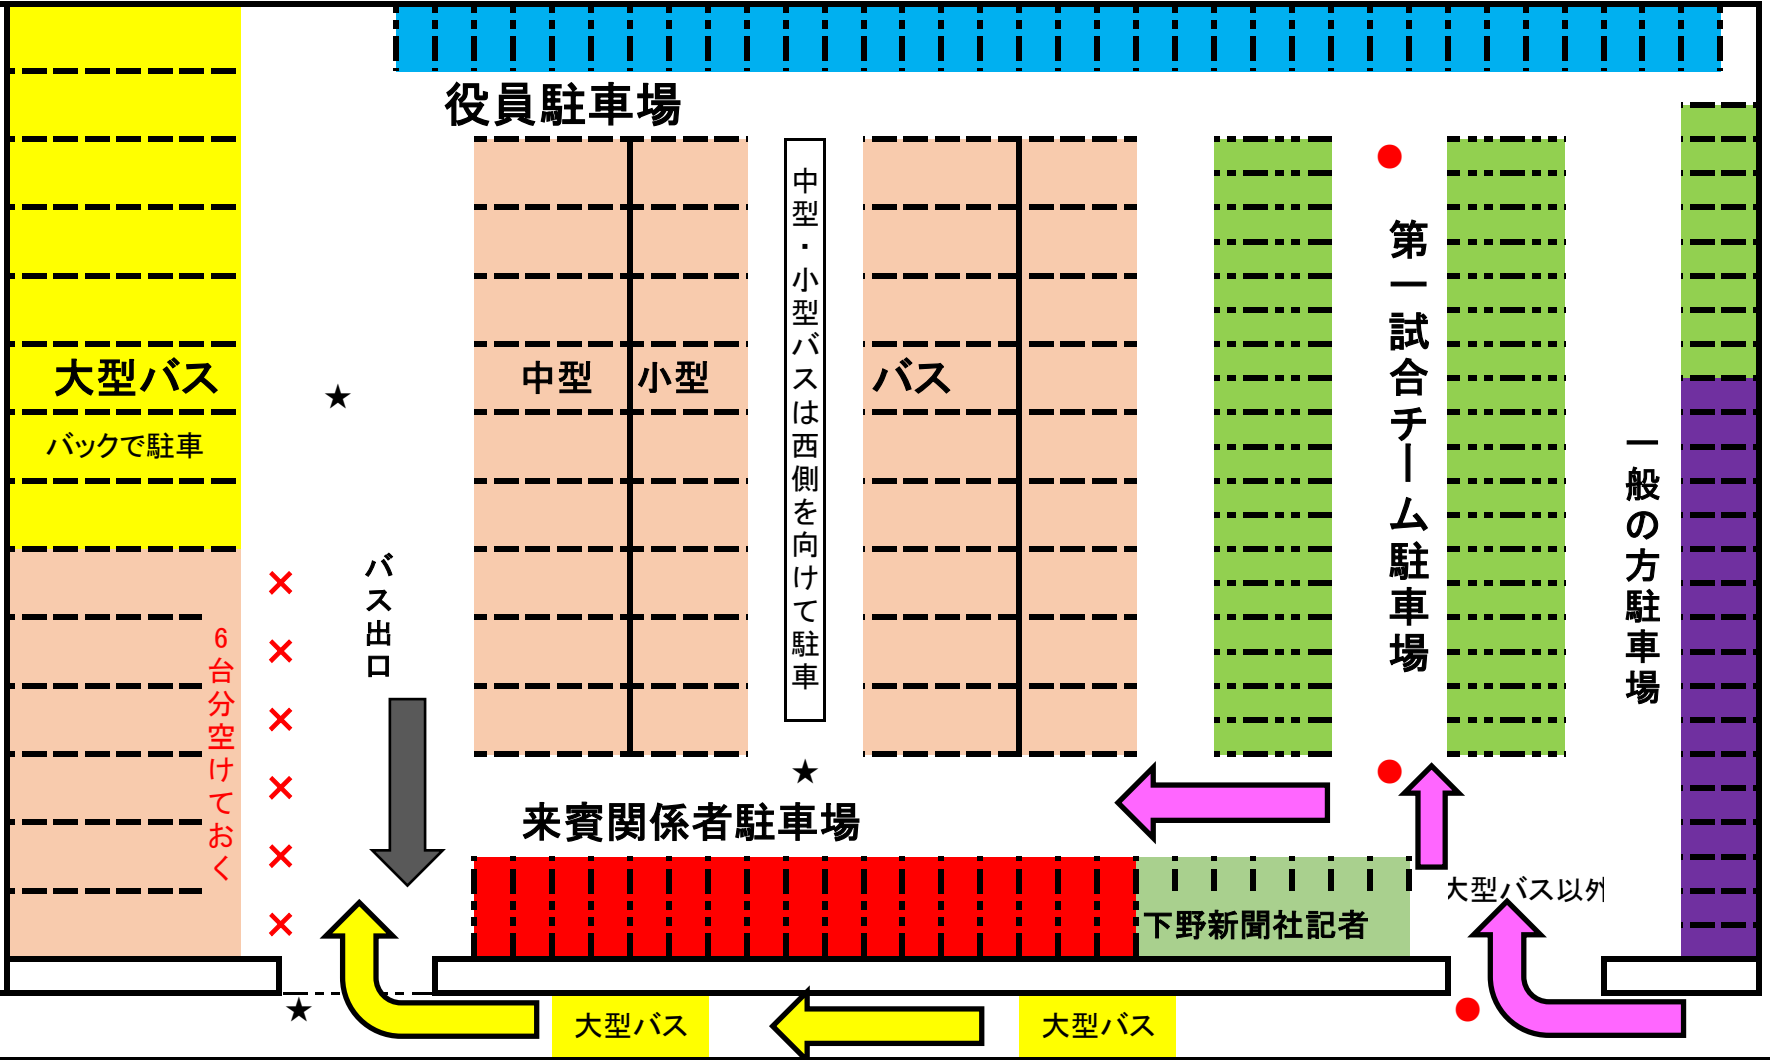 役員駐車場
大型バス
バックで駐車
中型
小型
バス
中型・小型バスは西側を向けて駐車
第一試合チーム駐車場
一般の方駐車場
バス出口
6台分空けておく
来賓関係者駐車場
下野新聞社記者
大型バス以外
大型バス
大型バス